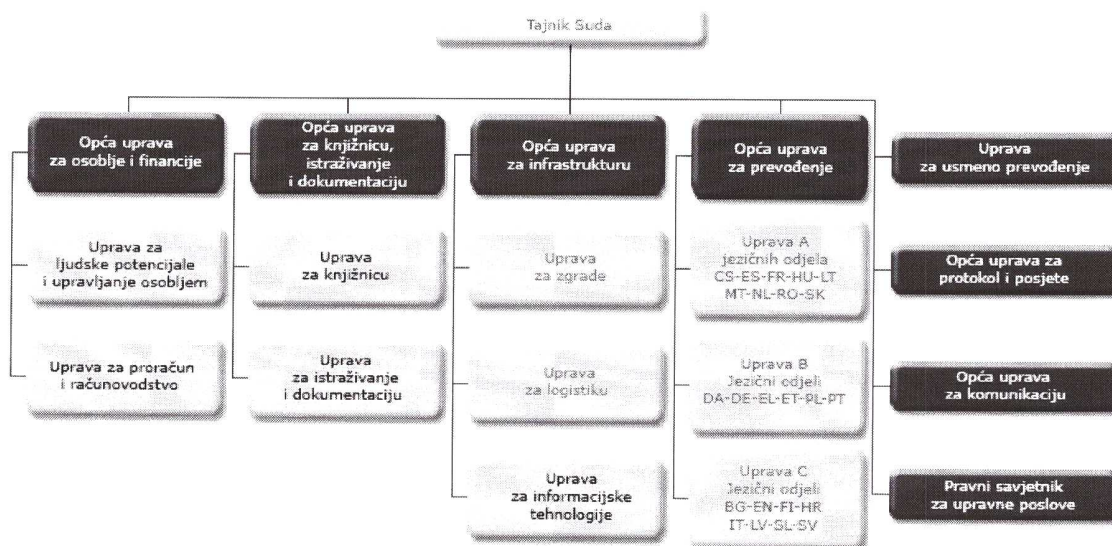 Tajnik Suda
Opća uprava
za osoblje i financije
Opća uprava
za knjižnicu,
istraživanje
i dokumentaciju
Opća uprava
za infrastrukturu
Opća uprava
za prevođenje
Uprava
za usmeno prevođenje
Uprava za
ljudske potencijale
i upravljanje osobljem
Uprava
za knjižnicu
Uprava
za zgrade
Uprava A
jezičnih odjela
CS-ES-FR-HU-LT
MT-NL-RO-SK
Opća uprava za
protokol i posjete
Uprava za proračun
i računovodstvo
Uprava
za istraživanje
i dokumentaciju
Uprava
za logistiku
Uprava B
Jezični odjeli
DA-DE-EL-ET-PL-PT
Opća uprava
za komunikaciju
Uprava
za informacijske
tehnologije
Uprava C
Jezični odjeli
BG-EN-FI-HR
IT-LV-SL-SV
Pravni savjetnik
za upravne poslove